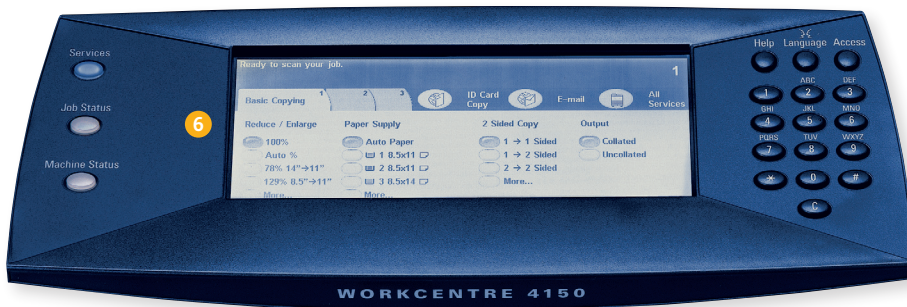 Services
Job Status
Machine Status
6
Ready to scan your job.
1
Basic Copying
1
2
3
ID Card
Copy
E-mail
All
Services
Reduce / Enlarge
100%
Auto %
78% 14"→11"
129% 8.5"→11"
More...
Paper Supply
Auto Paper
1 8.5x11
2 8.5x11
3 8.5x14
More...
2 Sided Copy
1 → 1 Sided
1 → 2 Sided
2 → 2 Sided
More...
Output
Collated
Uncollated
Help Language Access
ABC DEF
1 2 3
GHI JKL MNO
4 5 6
PQRS TUV WXYZ
7 8 9
* 0 #
C
WORKCENTRE 4150